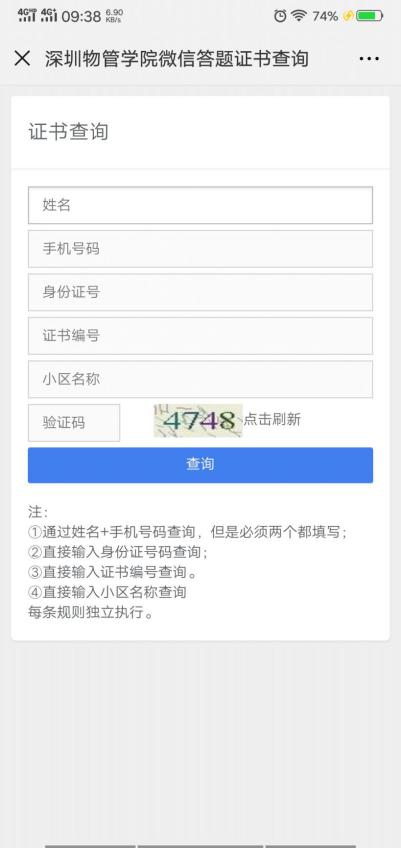 4GHD 4G+ 09:38 6.90 KB/s 74%
深圳物管学院微信答题证书查询
证书查询
姓名
手机号码
身份证号
证书编号
小区名称
验证码 4748 点击刷新
查询
注：
①通过姓名+手机号码查询，但是必须两个都填写；
②直接输入身份证号码查询；
③直接输入证书编号查询。
④直接输入小区名称查询
每条规则独立执行。